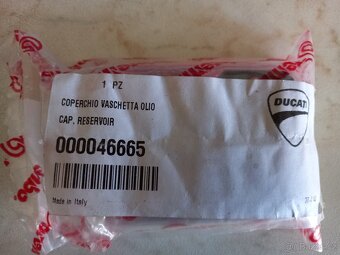 1 PZ
COPERCHIO VASCHETTA OLIO
CAP, RESERVOIR
DUCATI
000046665
Made in Italy